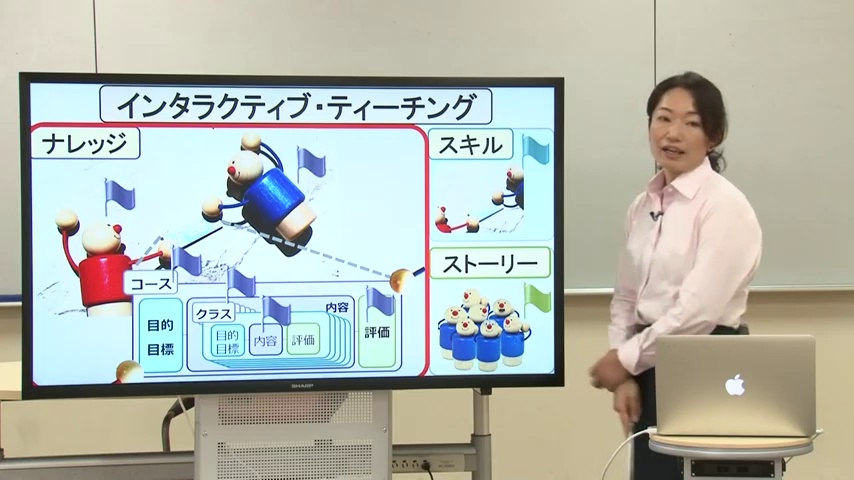 インタラクティブ・ティーチング
ナレッジ
スキル
ストーリー
コース
目的
目標
クラス
内容
目的
目標
内容
評価
評価
SHARP